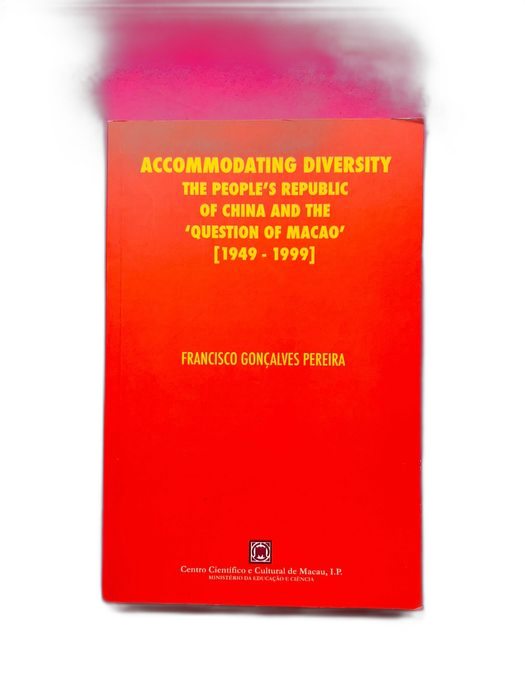 ACCOMMODATING DIVERSITY
THE PEOPLE'S REPUBLIC
OF CHINA AND THE
'QUESTION OF MACAO'
[1949 - 1999]
FRANCISCO GONÇALVES PEREIRA
Centro Científico e Cultural de Macau, I.P.
MINISTÉRIO DA EDUCAÇÃO E CIÊNCIA